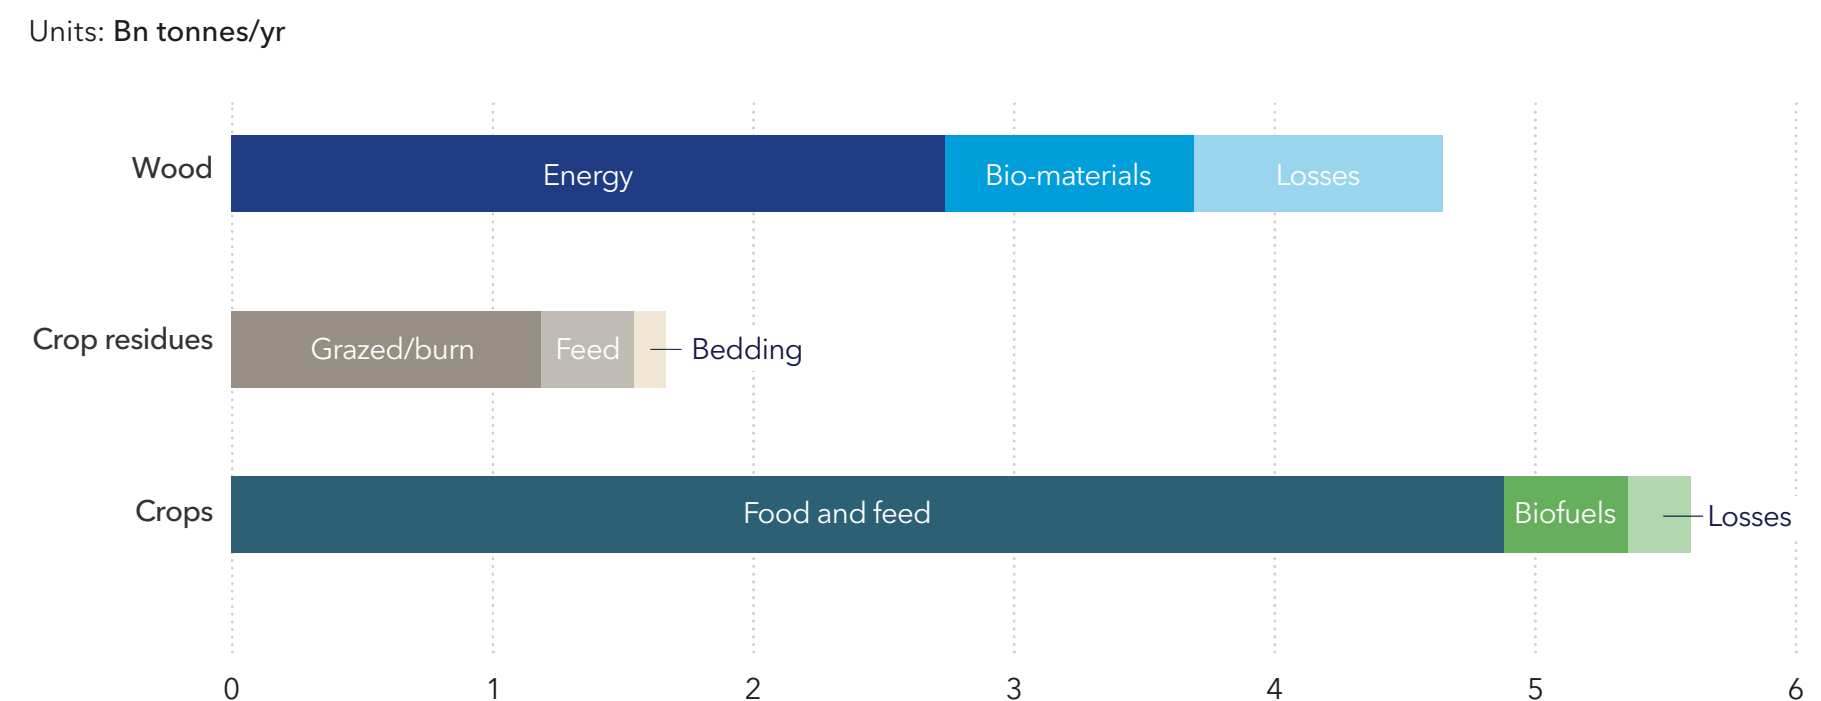 Units: Bn tonnes/yr
Wood
Energy
Bio-materials
Losses
Crop residues
Grazed/burn
Feed
Bedding
Crops
Food and feed
Biofuels
Losses
0 1 2 3 4 5 6